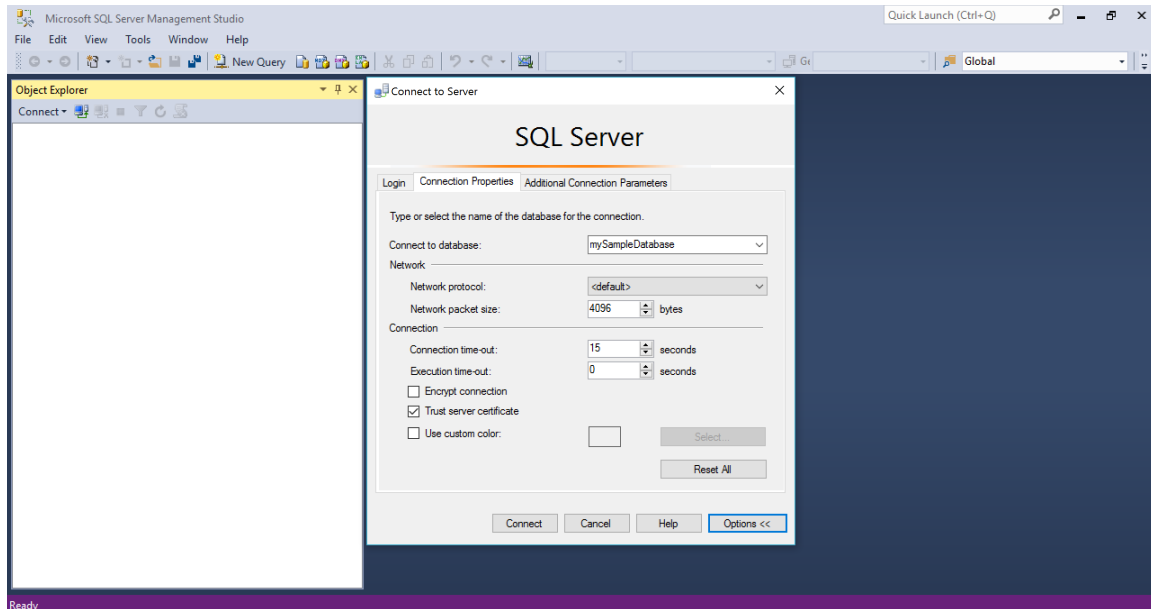 Microsoft SQL Server Management Studio
Quick Launch (Ctrl+Q)
File Edit View Tools Window Help
New Query
Global
Object Explorer
Connect
Connect to Server
SQL Server
Login Connection Properties Additional Connection Parameters
Type or select the name of the database for the connection.
Connect to database: mySampleDatabase
Network
Network protocol: <default>
Network packet size: 4096 bytes
Connection
Connection time-out: 15 seconds
Execution time-out: 0 seconds
Encrypt connection
Trust server certificate
Use custom color: Select...
Reset All
Connect Cancel Help Options <<
Ready